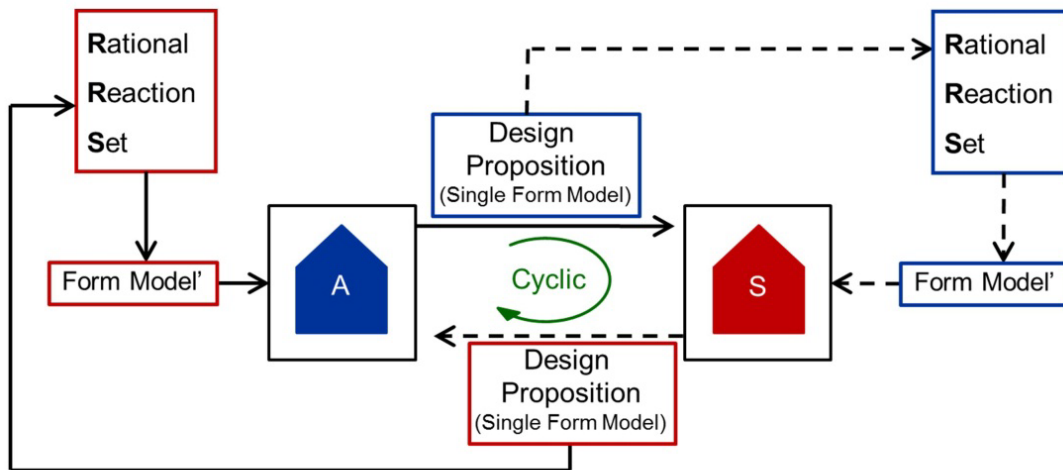 Rational
Reaction
Set
Form Model'
A
Design
Proposition
(Single Form Model)
Cyclic
Design
Proposition
(Single Form Model)
S
Rational
Reaction
Set
Form Model'